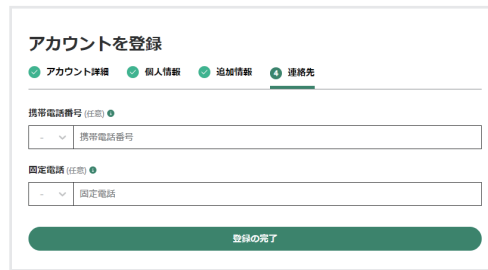 アカウントを登録
アカウント詳細 個人情報 追加情報 4 連絡先
携帯電話番号 (任意)
- 携帯電話番号
固定電話 (任意)
- 固定電話
登録の完了